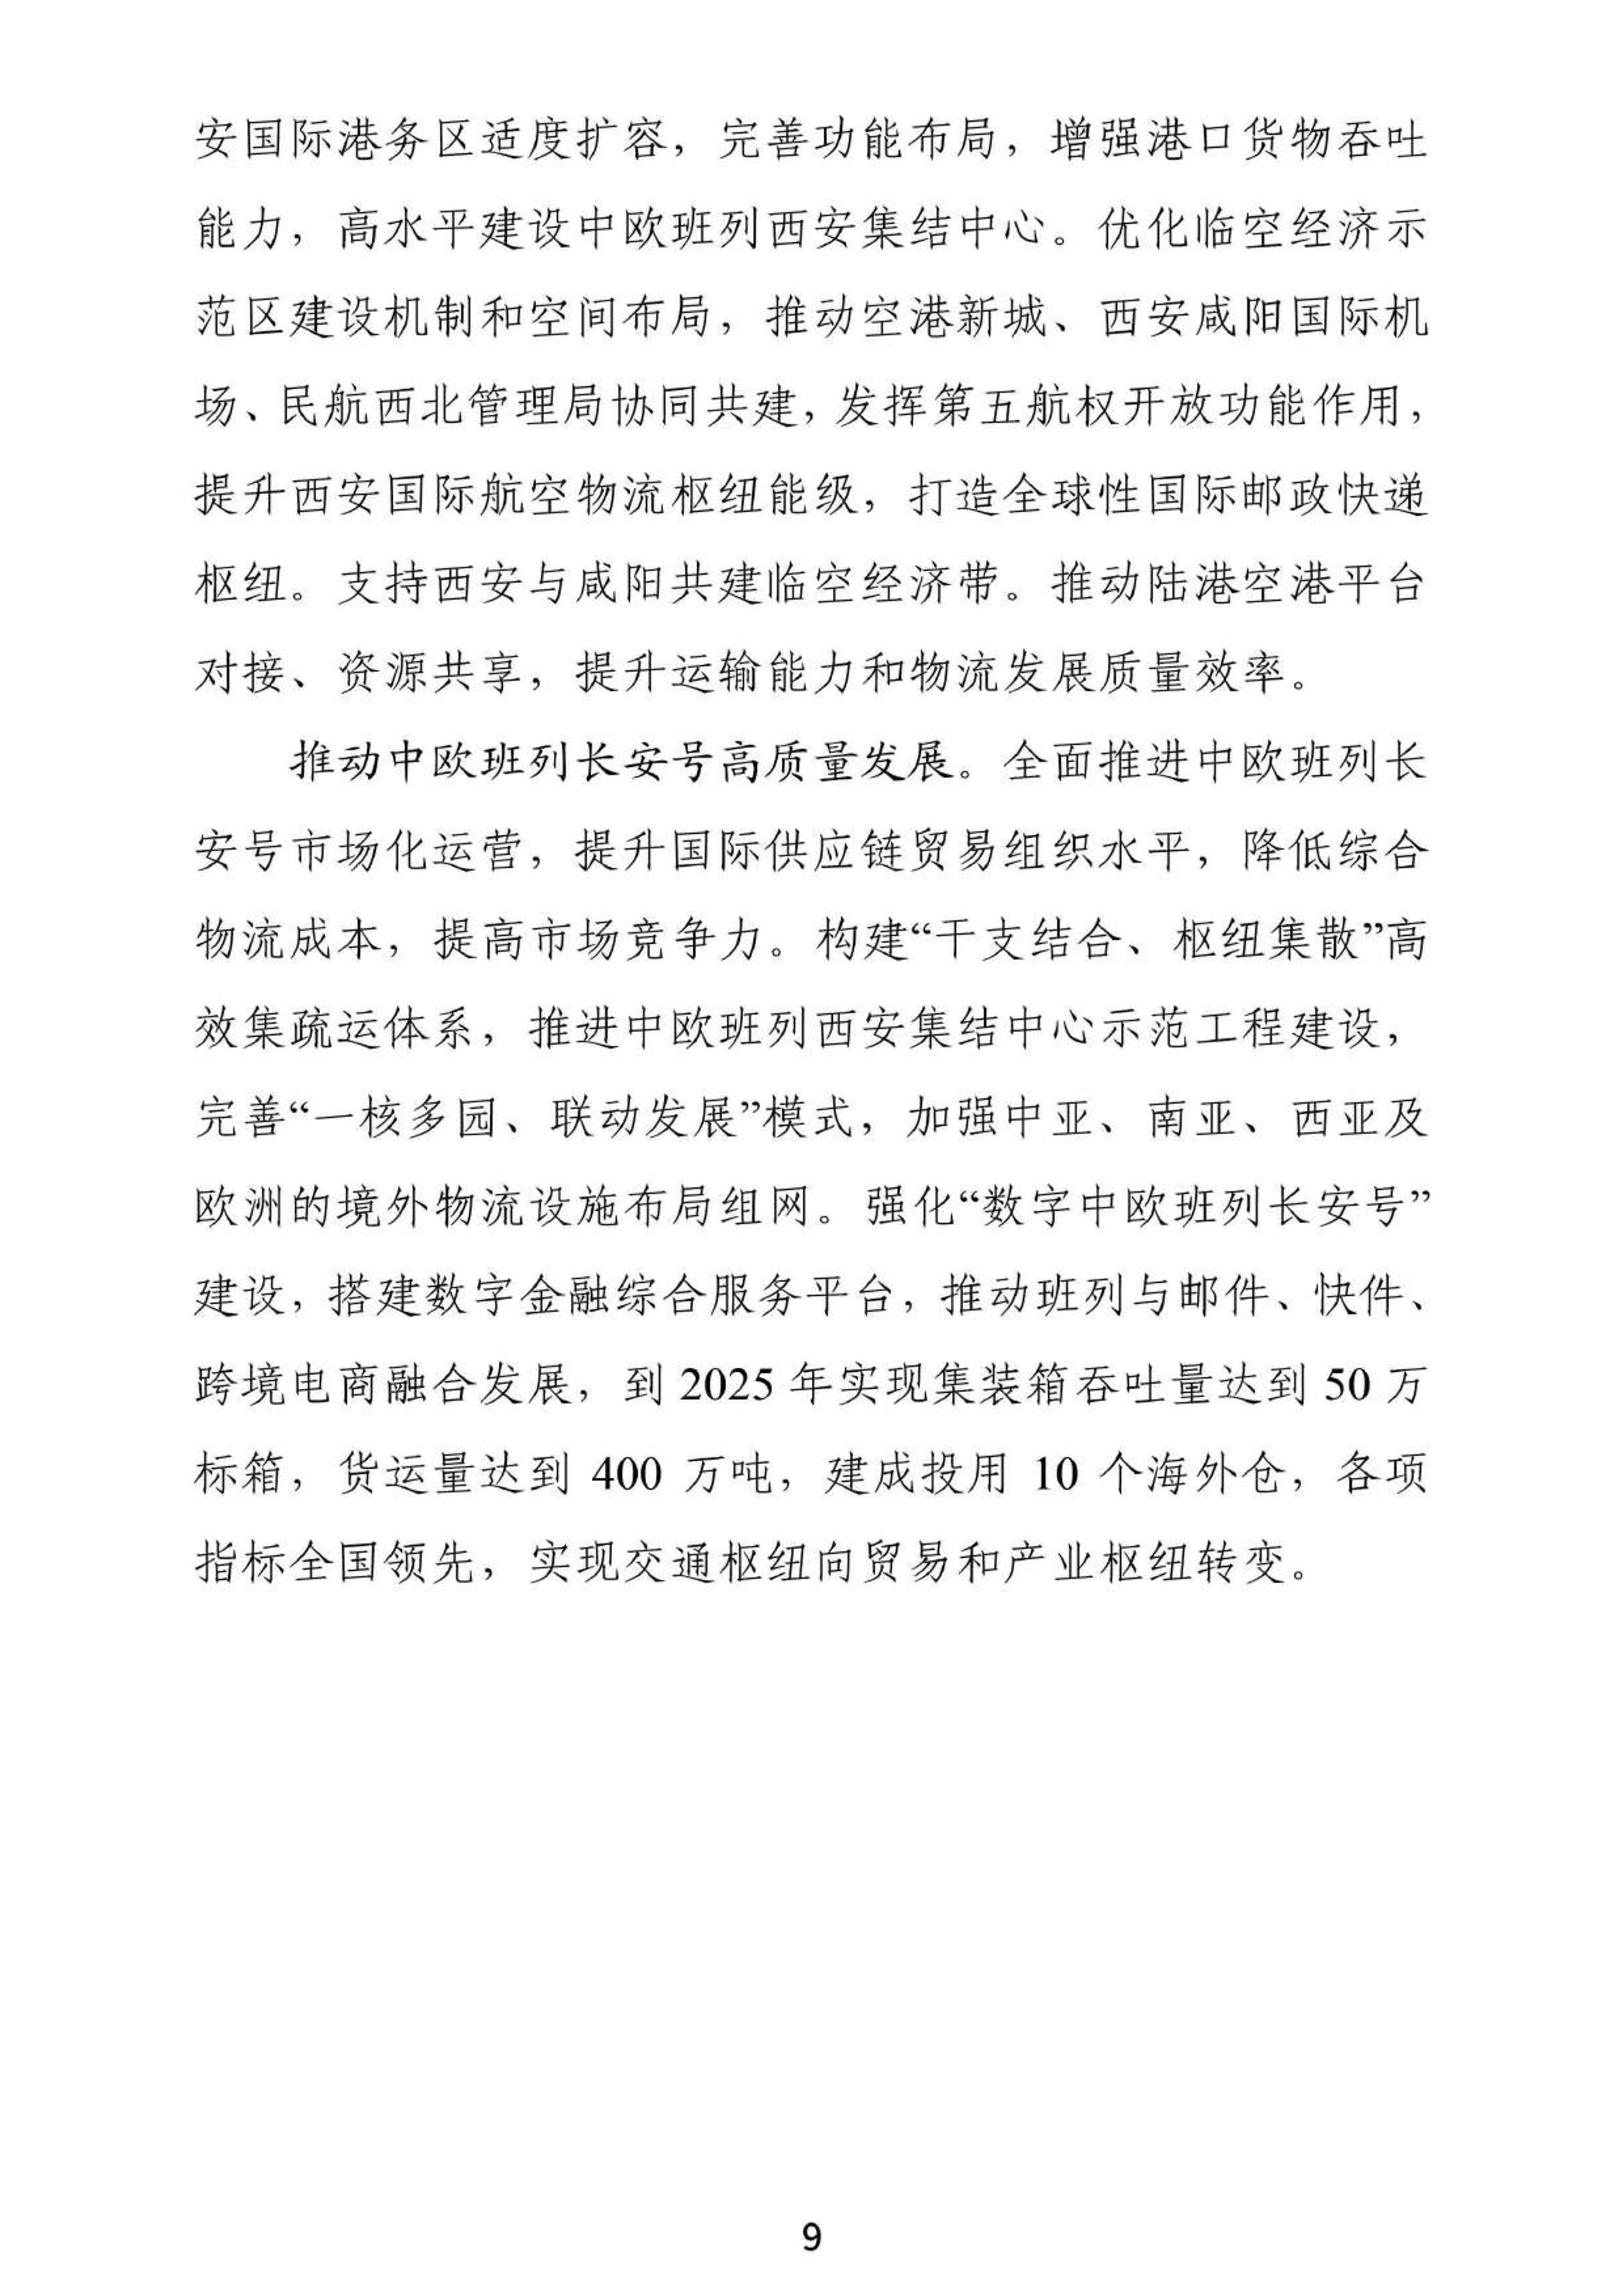 安国际港务区适度扩容，完善功能布局，增强港口货物吞吐
能力，高水平建设中欧班列西安集结中心。优化临空经济示
范区建设机制和空间布局，推动空港新城、西安咸阳国际机
场、民航西北管理局协同共建，发挥第五航权开放功能作用，
提升西安国际航空物流枢纽能级，打造全球性国际邮政快递
枢纽。支持西安与咸阳共建临空经济带。推动陆港空港平台
对接、资源共享，提升运输能力和物流发展质量效率。
推动中欧班列长安号高质量发展。全面推进中欧班列长
安号市场化运营，提升国际供应链贸易组织水平，降低综合
物流成本，提高市场竞争力。构建“干支结合、枢纽集散”高
效集疏运体系，推进中欧班列西安集结中心示范工程建设，
完善“一核多园、联动发展”模式，加强中亚、南亚、西亚及
欧洲的境外物流设施布局组网。强化“数字中欧班列长安号”
建设，搭建数字金融综合服务平台，推动班列与邮件、快件、
跨境电商融合发展，到 2025 年实现集装箱吞吐量达到 50 万
标箱，货运量达到 400 万吨，建成投用 10 个海外仓，各项
指标全国领先，实现交通枢纽向贸易和产业枢纽转变。
9